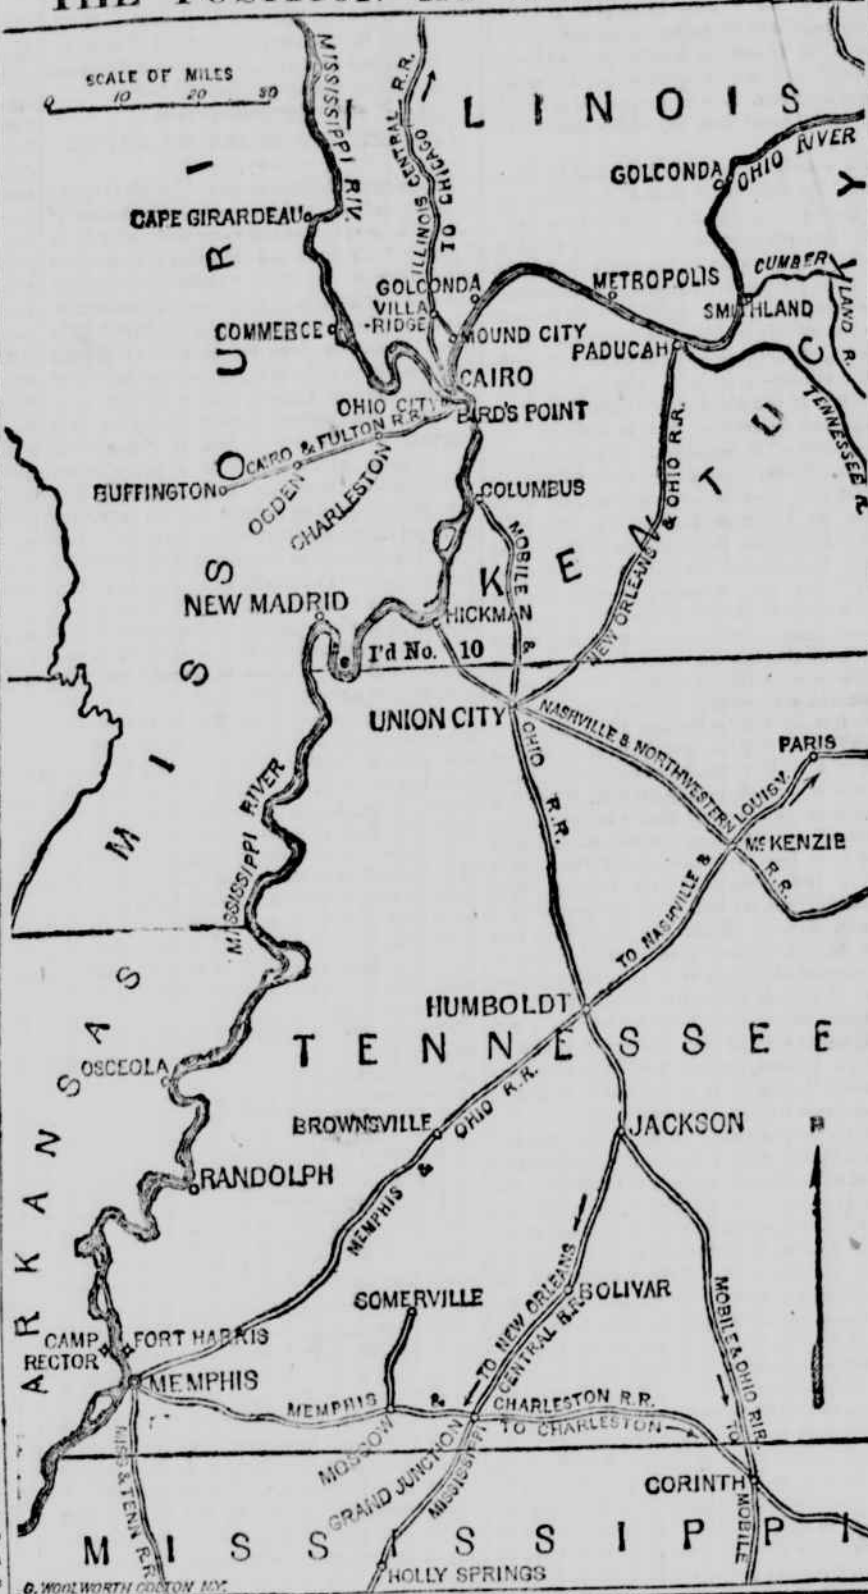 THE
SCALE OF MILES
0 10 20 30
MISSISSIPPI RIV.
ILLINOIS CENTRAL R.R.
TO CHICAGO
LINOIS
GOLCONDA
OHIO RIVER
CAPE GIRARDEAU
CUMBER
LAND R.
GOLCONDA
METROPOLIS
SMITHLAND
VILLA
-RIDGE
COMMERCE
MOUND CITY
PADUCAH
CAIRO
OHIO CITY
BIRD'S POINT
TENNESSEE R
CAIRO & FULTON R.R.
BUFFINGTON
OGDEN
CHARLESTON
COLUMBUS
MISSOURI
KENTUCKY
MOBILE & OHIO R.R.
NEW ORLEANS & OHIO R.R.
NEW MADRID
HICKMAN
I'd No. 10
UNION CITY
NASHVILLE & NORTHWESTERN R.R.
PARIS
TO NASHVILLE & LOUISV.
McKENZIE
MISSISSIPPI RIVER
HUMBOLDT
TENNESSEE
ARKANSAS
OSCEOLA
BROWNSVILLE
MEMPHIS & OHIO R.R.
JACKSON
RANDOLPH
SOMERVILLE
BOLIVAR
TO NEW ORLEANS
MISSISSIPPI CENTRAL R.R.
MOBILE & OHIO R.R.
TO MOBILE
CAMP
RECTOR
FORT HARRIS
MEMPHIS
MEMPHIS & CHARLESTON R.R.
TO CHARLESTON
MOSCOW
GRAND JUNCTION
MISS & TENN R.R.
CORINTH
MISSISSIPPI
HOLLY SPRINGS
G. WOOLWORTH COLTON N.Y.